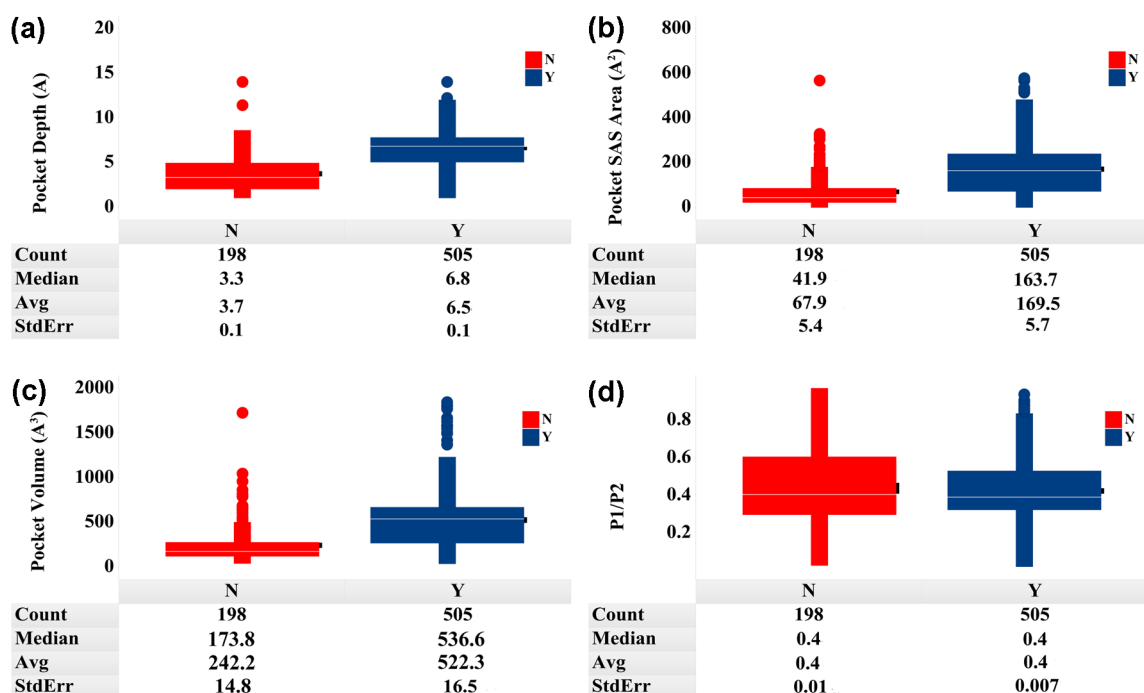 (a)
Pocket Depth (A)
20
15
10
5
0
N
Y
N Y
Count 198 505
Median 3.3 6.8
Avg 3.7 6.5
StdErr 0.1 0.1
(b)
Pocket SAS Area (A²)
800
600
400
200
0
N
Y
N Y
Count 198 505
Median 41.9 163.7
Avg 67.9 169.5
StdErr 5.4 5.7
(c)
Pocket Volume (A³)
2000
1500
1000
500
0
N
Y
N Y
Count 198 505
Median 173.8 536.6
Avg 242.2 522.3
StdErr 14.8 16.5
(d)
P1/P2
0.8
0.6
0.4
0.2
N
Y
N Y
Count 198 505
Median 0.4 0.4
Avg 0.4 0.4
StdErr 0.01 0.007